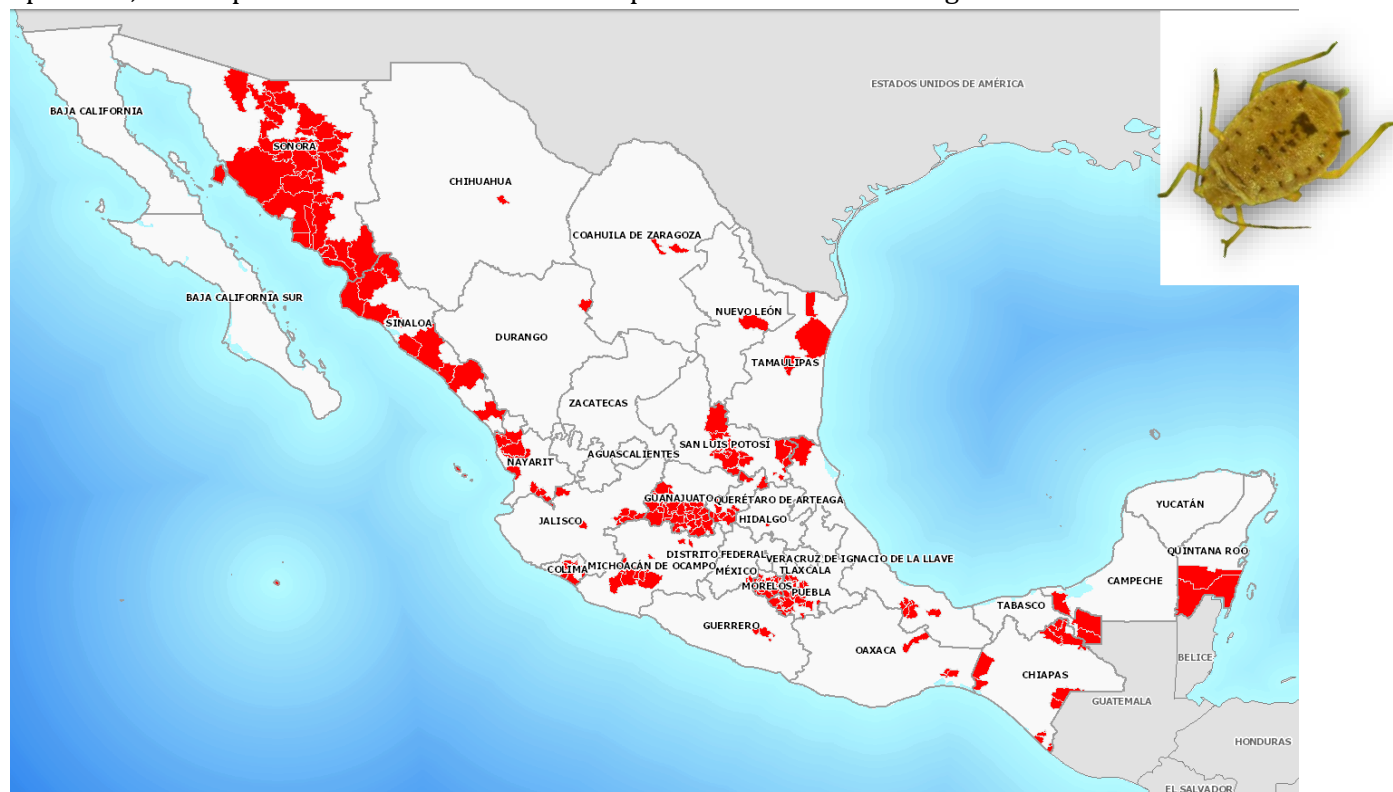 ESTADOS UNIDOS DE AMÉRICA
BAJA CALIFORNIA
SONORA
CHIHUAHUA
COAHUILA DE ZARAGOZA
BAJA CALIFORNIA SUR
NUEVO LEÓN
SINALOA
DURANGO
TAMAULIPAS
ZACATECAS
SAN LUIS POTOSÍ
AGUASCALIENTES
NAYARIT
GUANAJUATO
QUERÉTARO DE ARTEAGA
YUCATÁN
JALISCO
HIDALGO
QUINTANA ROO
DISTRITO FEDERAL
VERACRUZ DE IGNACIO DE LA LLAVE
COLIMA
MICHOACÁN DE OCAMPO
MÉXICO
TLAXCALA
CAMPECHE
MORELOS
PUEBLA
TABASCO
GUERRERO
OAXACA
BELICE
CHIAPAS
GUATEMALA
HONDURAS
EL SALVADOR